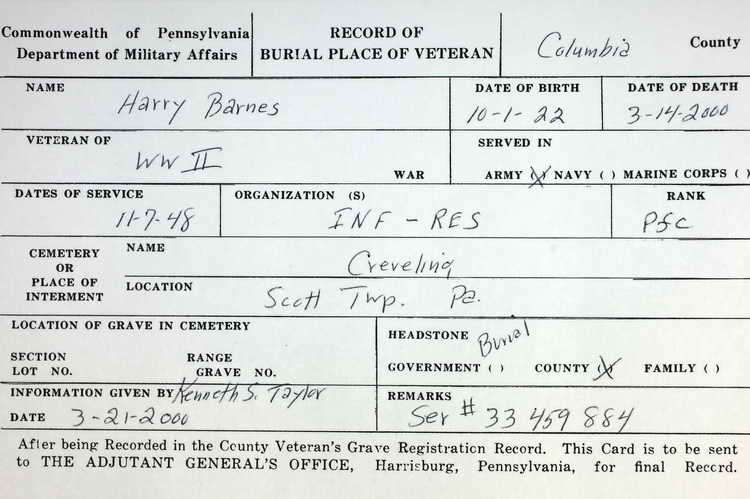 Commonwealth of Pennsylvania
Department of Military Affairs
RECORD OF
BURIAL PLACE OF VETERAN
Columbia County
NAME
Harry Barnes
DATE OF BIRTH
10-1-22
DATE OF DEATH
3-14-2000
VETERAN OF
WW II WAR
SERVED IN
ARMY (X) NAVY ( ) MARINE CORPS ( )
DATES OF SERVICE
11-7-48
ORGANIZATION (S)
INF - RES
RANK
Pfc
CEMETERY
OR
PLACE OF
INTERMENT
NAME
Creveling
LOCATION
Scott Twp. Pa.
LOCATION OF GRAVE IN CEMETERY
SECTION RANGE
LOT NO. GRAVE NO.
HEADSTONE Burial
GOVERNMENT ( ) COUNTY (X) FAMILY ( )
INFORMATION GIVEN BY Kenneth S. Taylor
DATE 3-21-2000
REMARKS
Ser # 33 459 884
After being Recorded in the County Veteran's Grave Registration Record. This Card is to be sent
to THE ADJUTANT GENERAL'S OFFICE, Harrisburg, Pennsylvania, for final Record.